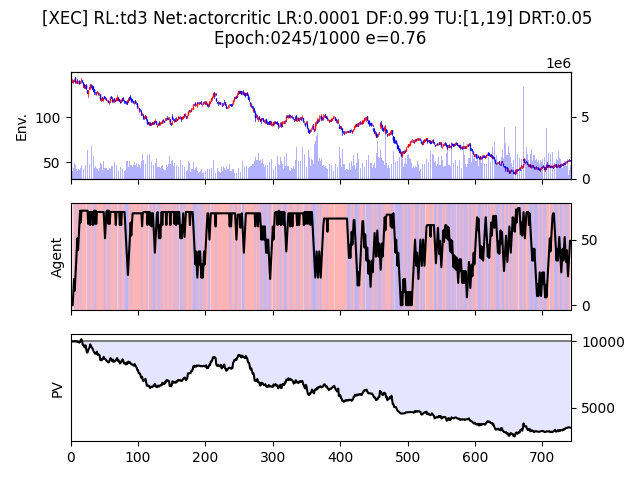 [XEC] RL:td3 Net:actorcritic LR:0.0001 DF:0.99 TU:[1,19] DRT:0.05
Epoch:0245/1000 e=0.76
1e6
Env.
100
50
5
0
Agent
50
0
PV
10000
5000
0 100 200 300 400 500 600 700